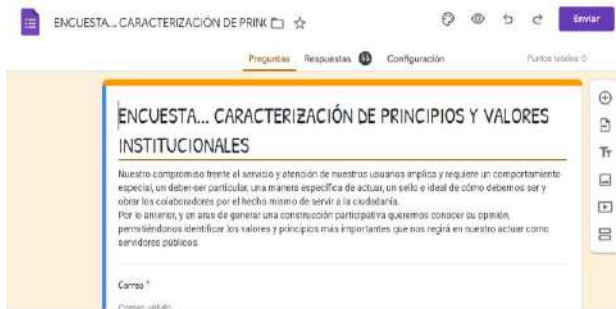 ENCUESTA... CARACTERIZACIÓN DE PRIN
Enviar
Preguntas Respuestas Configuración
Puntos totales: 0
ENCUESTA... CARACTERIZACIÓN DE PRINCIPIOS Y VALORES
INSTITUCIONALES
Nuestro compromiso frente al servicio y atención de nuestros usuarios implica y requiere un comportamiento
especial, un deber-ser particular, una manera específica de actuar, un sello e ideal de cómo debemos ser y
obrar los colaboradores por el hecho mismo de servir a la ciudadanía.
Por lo anterior, y en aras de generar una construcción participativa queremos conocer su opinión,
permitiéndonos identificar los valores y principios más importantes que nos regirá en nuestro actuar como
servidores públicos.
Correo *
Correo válido